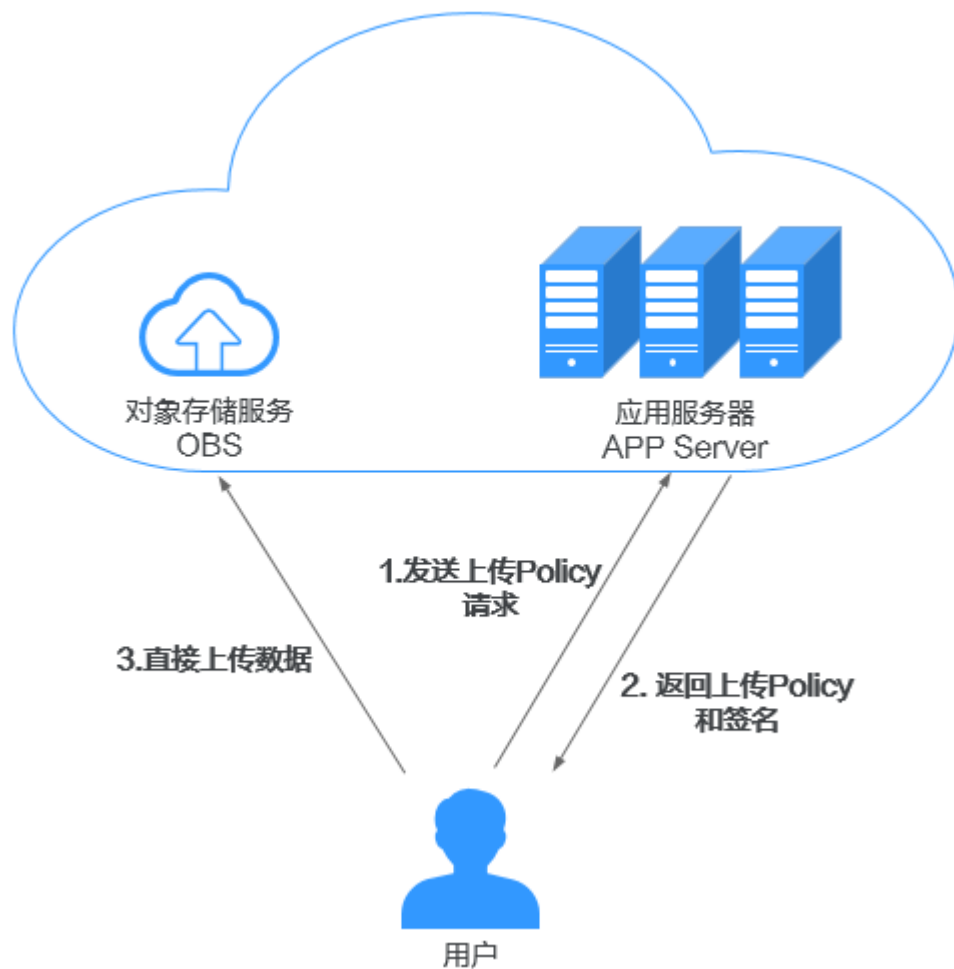 对象存储服务
OBS
应用服务器
APP Server
1.发送上传Policy
请求
3.直接上传数据
2. 返回上传Policy
和签名
用户